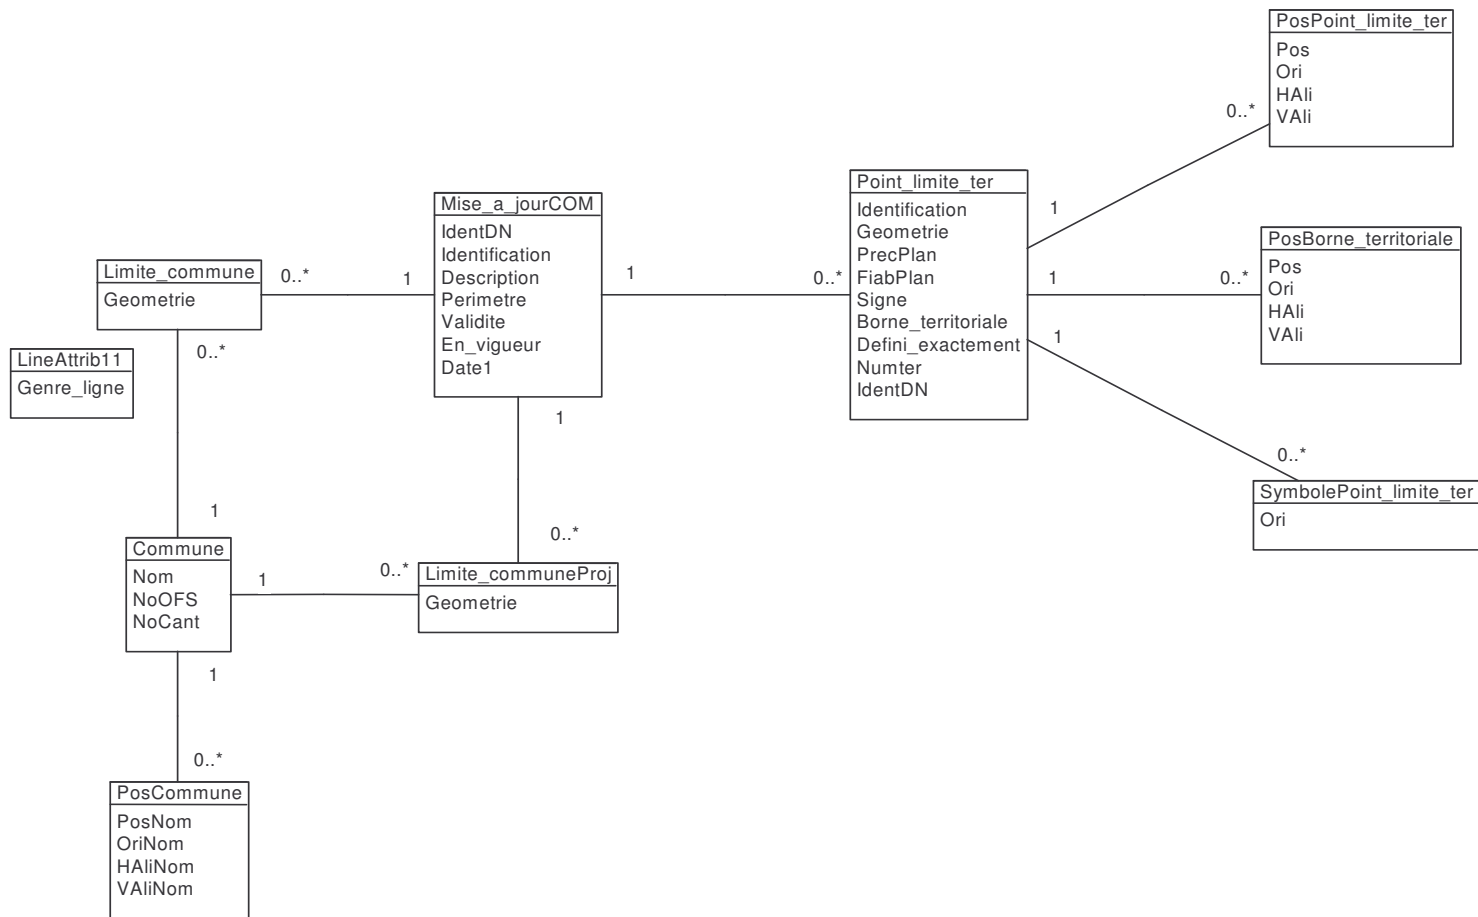 PosPoint_limite_ter
Pos
Ori
HAli
VAli
0..*
1
Point_limite_ter
Identification
Geometrie
PrecPlan
FiabPlan
Signe
Borne_territoriale
Defini_exactement
Numter
IdentDN
Mise_a_jourCOM
IdentDN
Identification
Description
Perimetre
Validite
En_vigueur
Date1
PosBorne_territoriale
Pos
Ori
HAli
VAli
1
0..*
Limite_commune
Geometrie
0..*
1
1
0..*
1
0..*
LineAttrib11
Genre_ligne
1
0..*
SymbolePoint_limite_ter
Ori
1
0..*
1
Commune
Nom
NoOFS
NoCant
1
0..*
Limite_communeProj
Geometrie
1
0..*
PosCommune
PosNom
OriNom
HAliNom
VAliNom